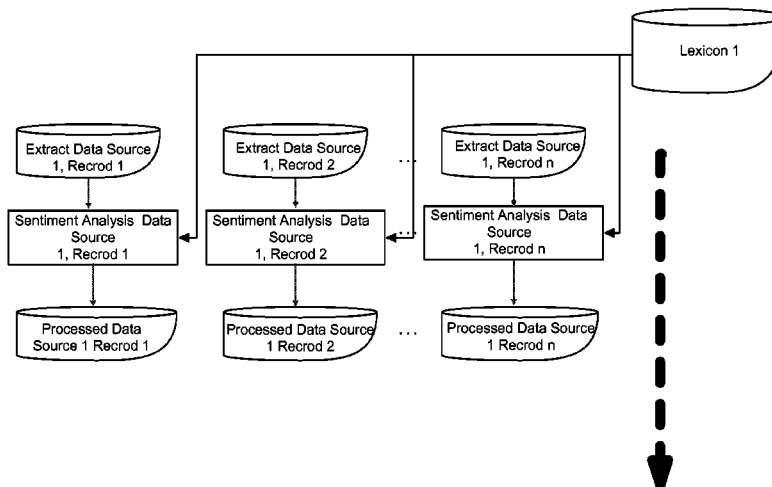 Lexicon 1
Extract Data Source
1, Recrod 1
Extract Data Source
1, Recrod 2
...
Extract Data Source
1, Recrod n
Sentiment Analysis Data
Source
1, Recrod 1
Sentiment Analysis Data
Source
1, Recrod 2
...
Sentiment Analysis Data
Source
1, Recrod n
Processed Data
Source 1 Recrod 1
Processed Data Source
1 Recrod 2
...
Processed Data Source
1 Recrod n